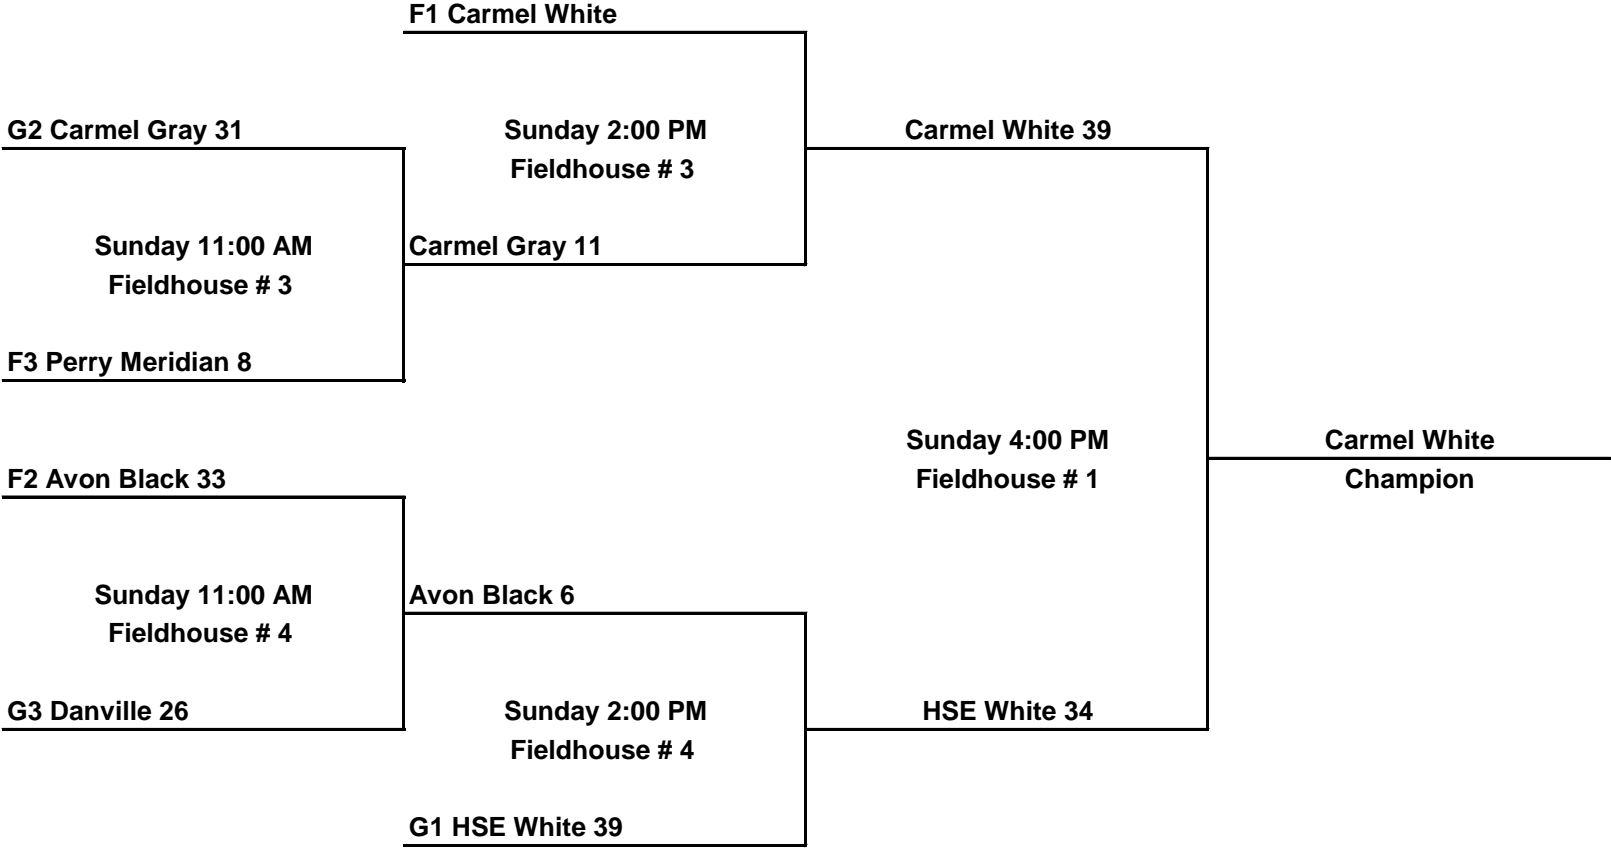 F1 Carmel White
G2 Carmel Gray 31
Sunday 2:00 PM
Carmel White 39
Fieldhouse # 3
Sunday 11:00 AM
Carmel Gray 11
Fieldhouse # 3
F3 Perry Meridian 8
Sunday 4:00 PM
Carmel White
F2 Avon Black 33
Fieldhouse # 1
Champion
Sunday 11:00 AM
Avon Black 6
Fieldhouse # 4
G3 Danville 26
Sunday 2:00 PM
HSE White 34
Fieldhouse # 4
G1 HSE White 39